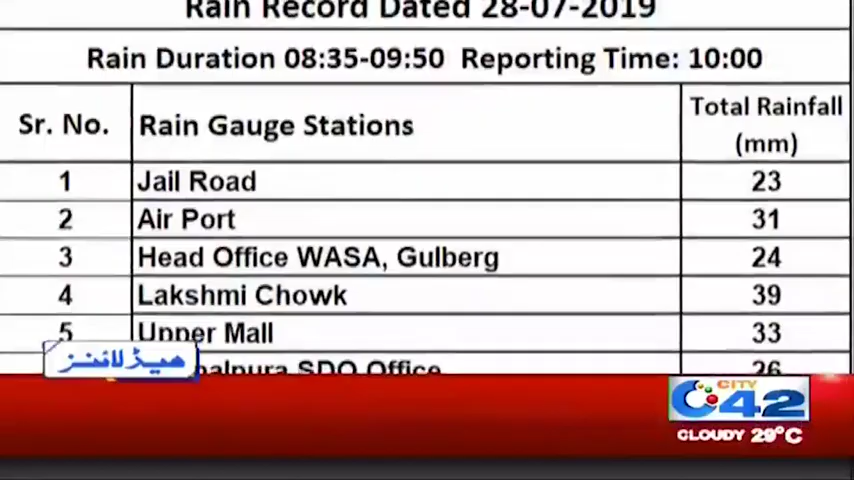 Rain Record Dated 28-07-2019
Rain Duration 08:35-09:50 Reporting Time: 10:00
Sr. No. Rain Gauge Stations Total Rainfall (mm)
1 Jail Road 23
2 Air Port 31
3 Head Office WASA, Gulberg 24
4 Lakshmi Chowk 39
5 Upper Mall 33
SDO Office 26
ھیڈلائنز
CITY
42
CLOUDY 29°C